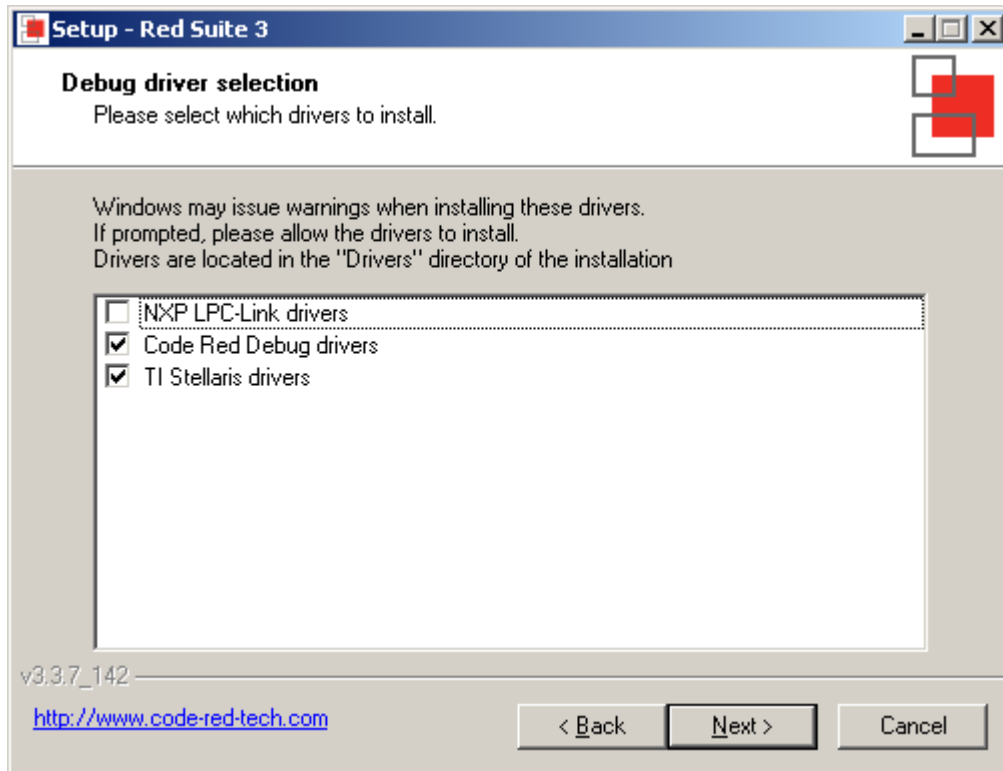 Setup - Red Suite 3
Debug driver selection
Please select which drivers to install.
Windows may issue warnings when installing these drivers.
If prompted, please allow the drivers to install.
Drivers are located in the "Drivers" directory of the installation
NXP LPC-Link drivers
Code Red Debug drivers
TI Stellaris drivers
v3.3.7_142
http://www.code-red-tech.com
< Back
Next >
Cancel